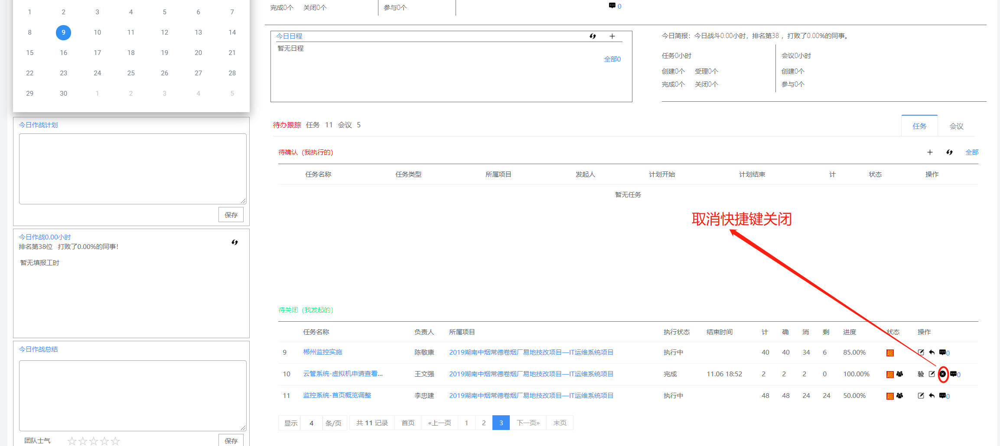 1 2 3 4 5 6 7
8 9 10 11 12 13 14
15 16 17 18 19 20 21
22 23 24 25 26 27 28
29 30 1 2 3 4 5
今日作战计划
保存
今日作战0.00小时
排名第38位 打败了0.00%的同事!
暂无填报工时
今日作战总结
团队士气
保存
完成0个 关闭0个 参与0个 0
今日日程
暂无日程
全部0
今日简报：今日战斗0.00小时，排名第38 ，打败了0.00%的同事。
任务0小时 会议0小时
创建0个 受理0个 创建0个
完成0个 关闭0个 参与0个
待办跟踪 任务 11 会议 5 任务 会议
待确认（我执行的） 全部
任务名称 任务类型 所属项目 发起人 计划开始 计划结束 计 状态 操作
暂无任务
取消快捷键关闭
待关闭（我发起的）
任务名称 负责人 所属项目 执行状态 结束时间 计 确 消 剩 进度 状态 操作
9 郴州监控实施 陈敬康 2019湖南中烟常德卷烟厂易地技改项目—IT运维系统项目 执行中 40 40 34 6 85.00% 超 0
10 云管系统-虚拟机申请查看... 王文强 2019湖南中烟常德卷烟厂易地技改项目—IT运维系统项目 完成 11.06 18:52 2 2 2 0 100.00% 超 验 0
11 监控系统-首页概览调整 李忠建 2019湖南中烟常德卷烟厂易地技改项目—IT运维系统项目 执行中 48 48 24 24 50.00% 超 0
显示 4 条/页 共 11 记录 首页 «上一页 1 2 3 下一页» 末页